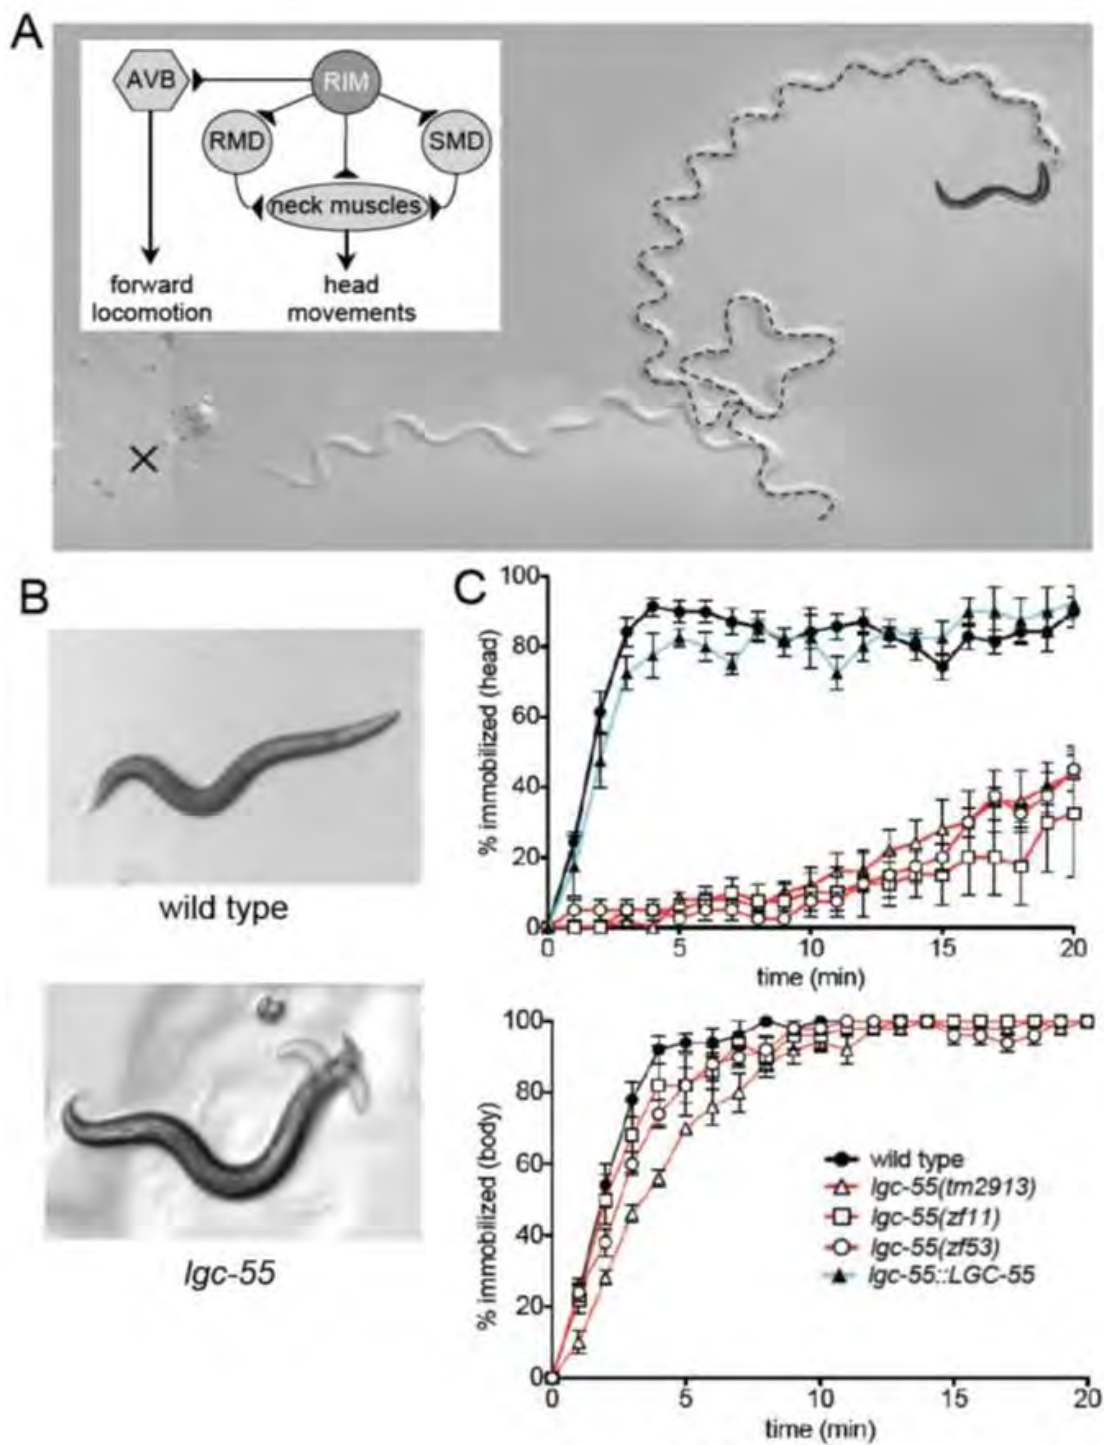 A
AVB
RIM
RMD
SMD
neck muscles
forward
locomotion
head
movements
X
B
wild type
lgc-55
C
100
80
60
40
20
0
% immobilized (head)
0 5 10 15 20
time (min)
100
80
60
40
20
0
% immobilized (body)
wild type
lgc-55(tm2913)
lgc-55(zf11)
lgc-55(zf53)
lgc-55::LGC-55
0 5 10 15 20
time (min)